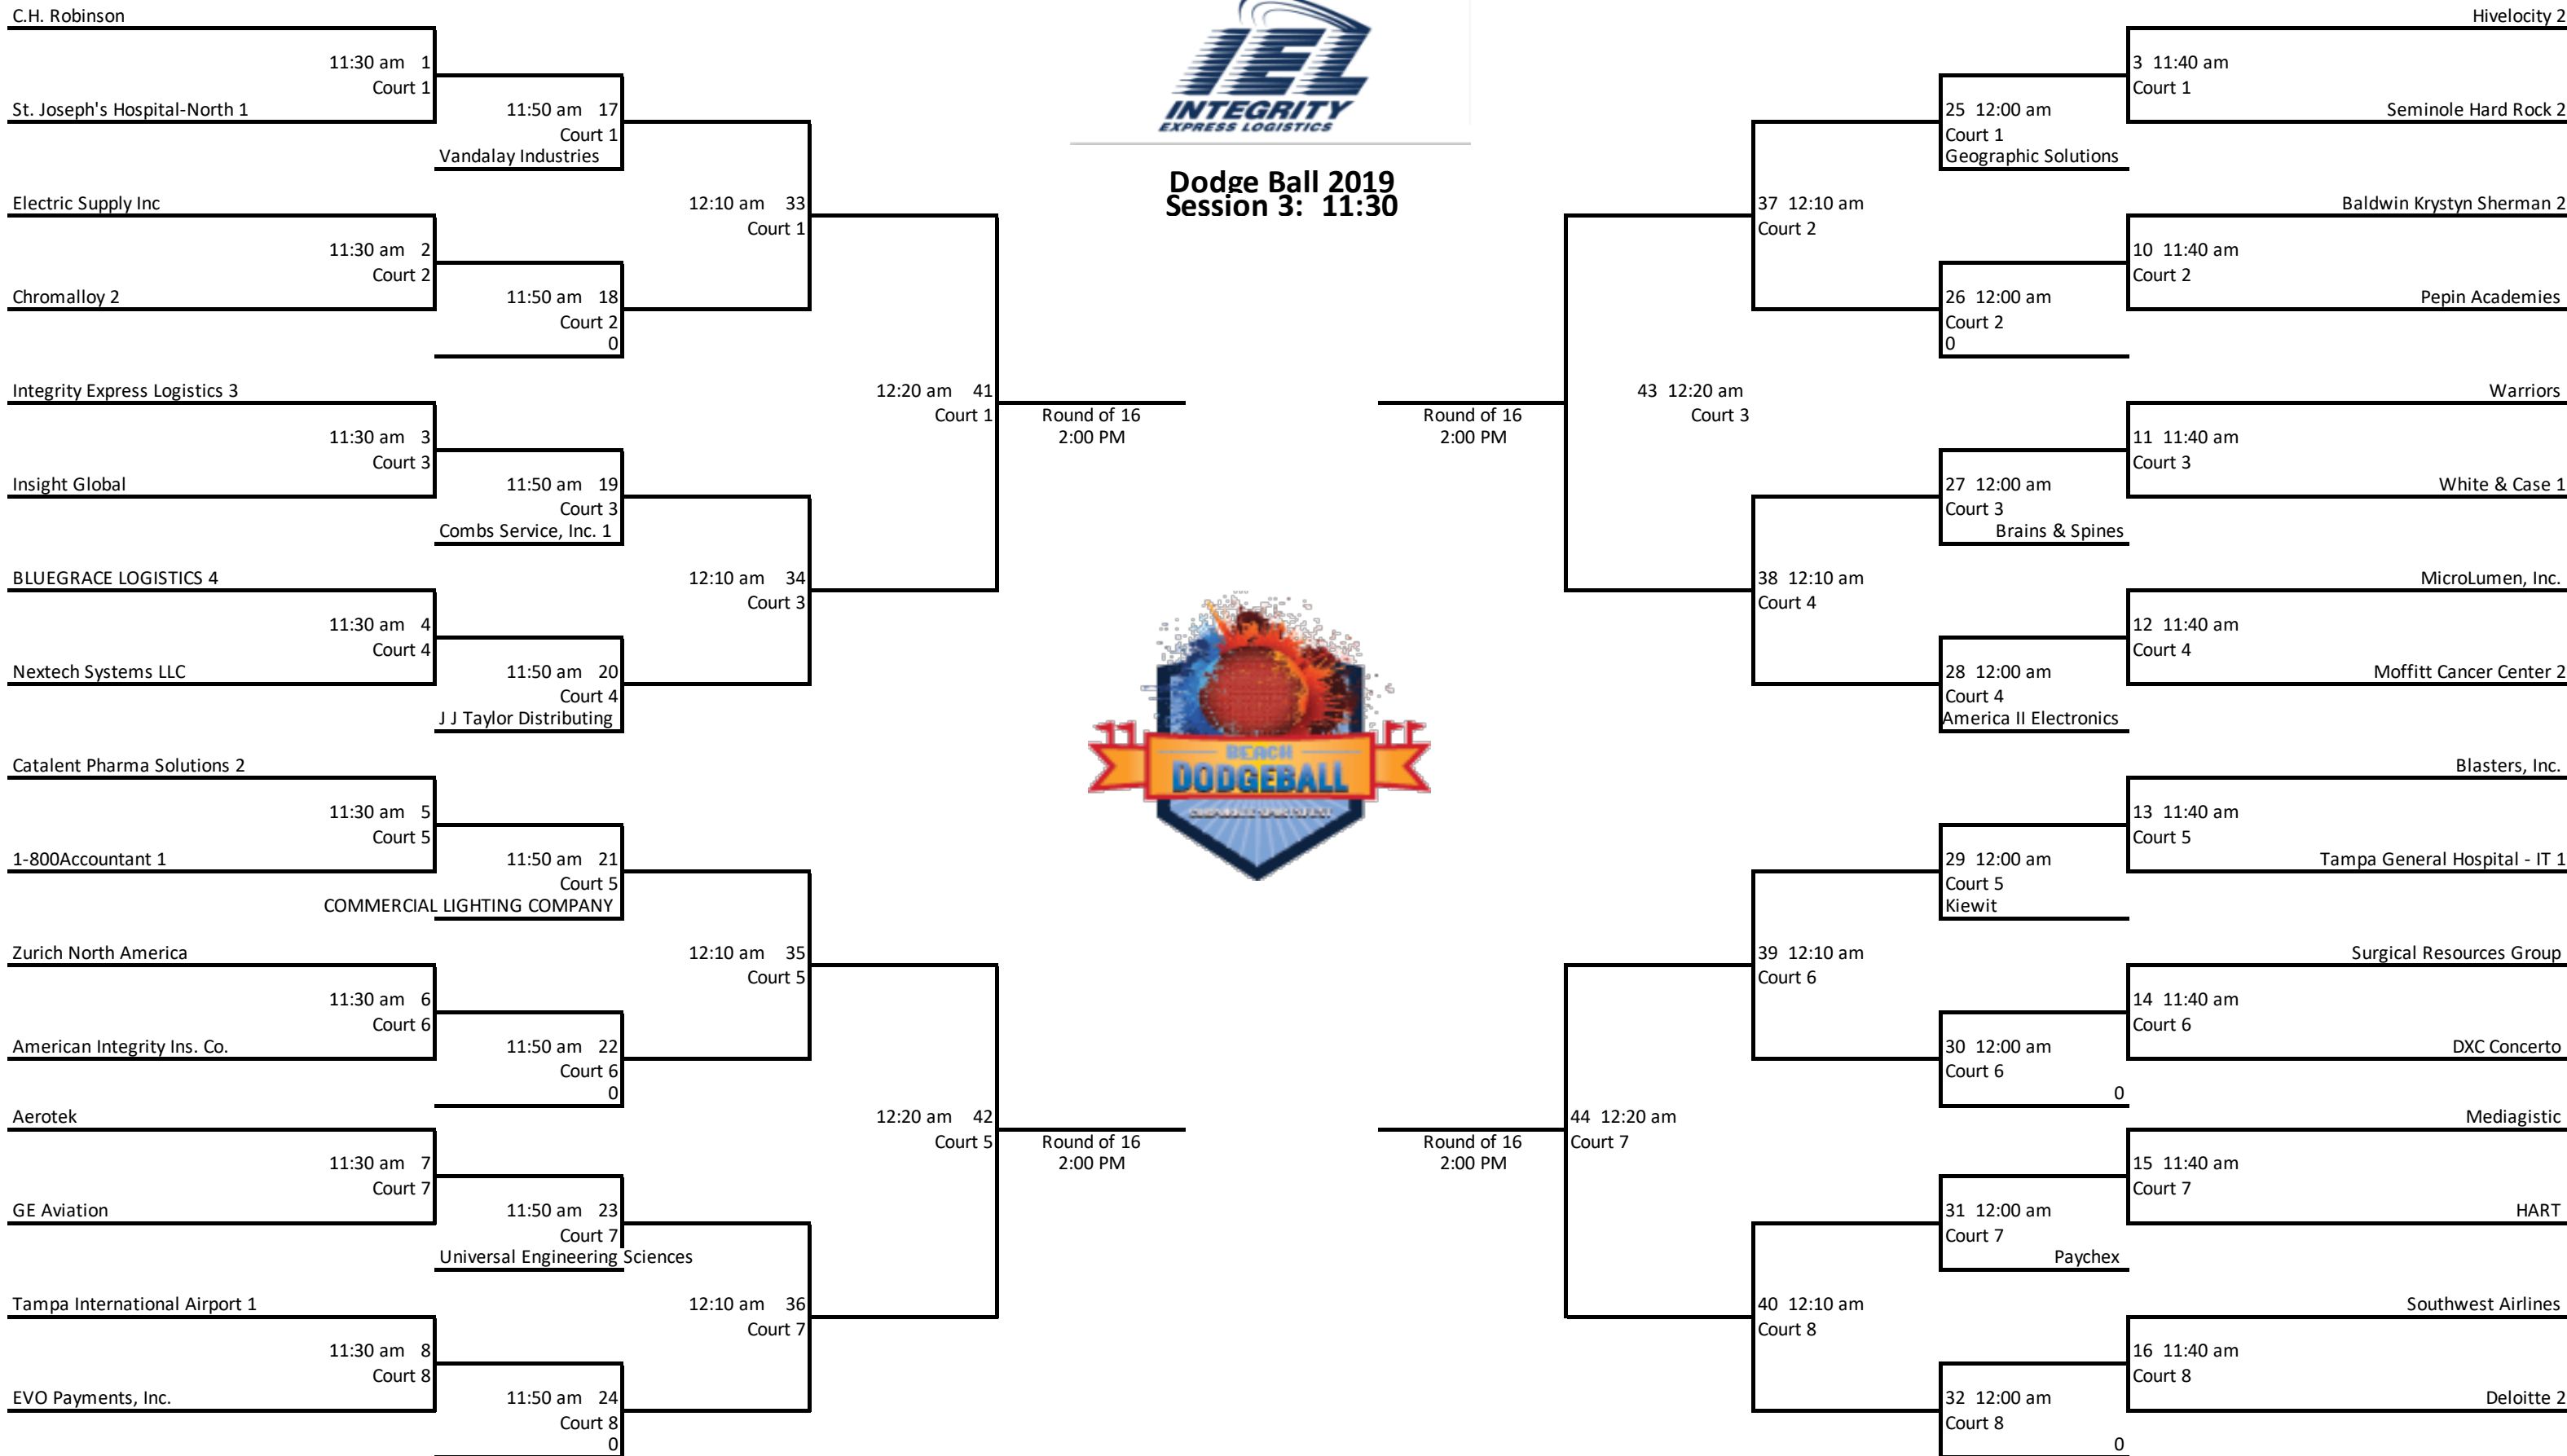 C.H. Robinson
11:30 am 1
Court 1
St. Joseph's Hospital-North 1
11:50 am 17
Court 1
Vandalay Industries
Electric Supply Inc
12:10 am 33
Court 1
11:30 am 2
Court 2
Chromalloy 2
11:50 am 18
Court 2
0
Integrity Express Logistics 3
12:20 am 41
Court 1
11:30 am 3
Court 3
Insight Global
11:50 am 19
Court 3
Combs Service, Inc. 1
BLUEGRACE LOGISTICS 4
12:10 am 34
Court 3
11:30 am 4
Court 4
Nextech Systems LLC
11:50 am 20
Court 4
J J Taylor Distributing
Catalent Pharma Solutions 2
11:30 am 5
Court 5
1-800Accountant 1
11:50 am 21
Court 5
COMMERCIAL LIGHTING COMPANY
Zurich North America
12:10 am 35
Court 5
11:30 am 6
Court 6
American Integrity Ins. Co.
11:50 am 22
Court 6
0
Aerotek
12:20 am 42
Court 5
11:30 am 7
Court 7
GE Aviation
11:50 am 23
Court 7
Universal Engineering Sciences
Tampa International Airport 1
12:10 am 36
Court 7
11:30 am 8
Court 8
EVO Payments, Inc.
11:50 am 24
Court 8
0
IEL
INTEGRITY
EXPRESS LOGISTICS
Dodge Ball 2019
Session 3: 11:30
Round of 16
2:00 PM
Round of 16
2:00 PM
BEACH
DODGEBALL
Round of 16
2:00 PM
Round of 16
2:00 PM
Hivelocity 2
3 11:40 am
Court 1
Seminole Hard Rock 2
25 12:00 am
Court 1
Geographic Solutions
Baldwin Krystyn Sherman 2
37 12:10 am
Court 2
10 11:40 am
Court 2
Pepin Academies
26 12:00 am
Court 2
0
Warriors
43 12:20 am
Court 3
11 11:40 am
Court 3
White & Case 1
27 12:00 am
Court 3
Brains & Spines
MicroLumen, Inc.
38 12:10 am
Court 4
12 11:40 am
Court 4
Moffitt Cancer Center 2
28 12:00 am
Court 4
America II Electronics
Blasters, Inc.
13 11:40 am
Court 5
Tampa General Hospital - IT 1
29 12:00 am
Court 5
Kiewit
Surgical Resources Group
39 12:10 am
Court 6
14 11:40 am
Court 6
DXC Concerto
30 12:00 am
Court 6
0
Mediagistic
44 12:20 am
Court 7
15 11:40 am
Court 7
HART
31 12:00 am
Court 7
Paychex
Southwest Airlines
40 12:10 am
Court 8
16 11:40 am
Court 8
Deloitte 2
32 12:00 am
Court 8
0